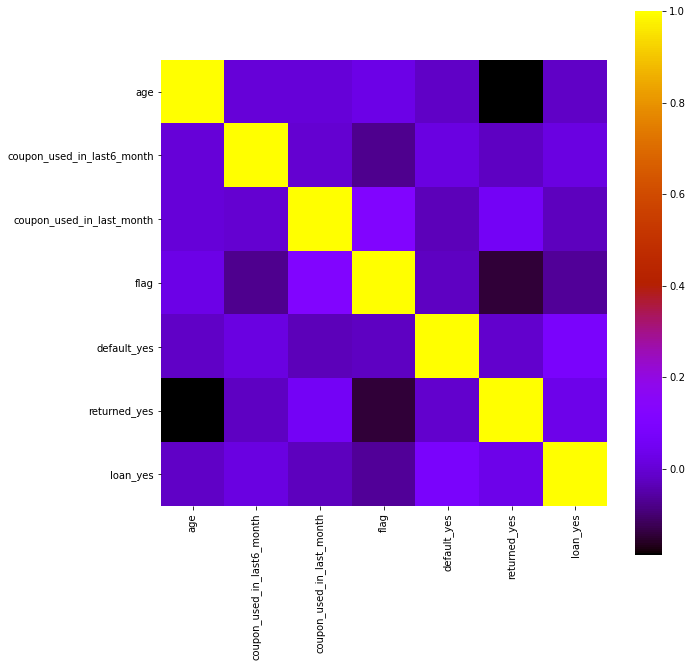 1.0
0.8
0.6
0.4
0.2
0.0
age
coupon_used_in_last6_month
coupon_used_in_last_month
flag
default_yes
returned_yes
loan_yes
age
coupon_used_in_last6_month
coupon_used_in_last_month
flag
default_yes
returned_yes
loan_yes